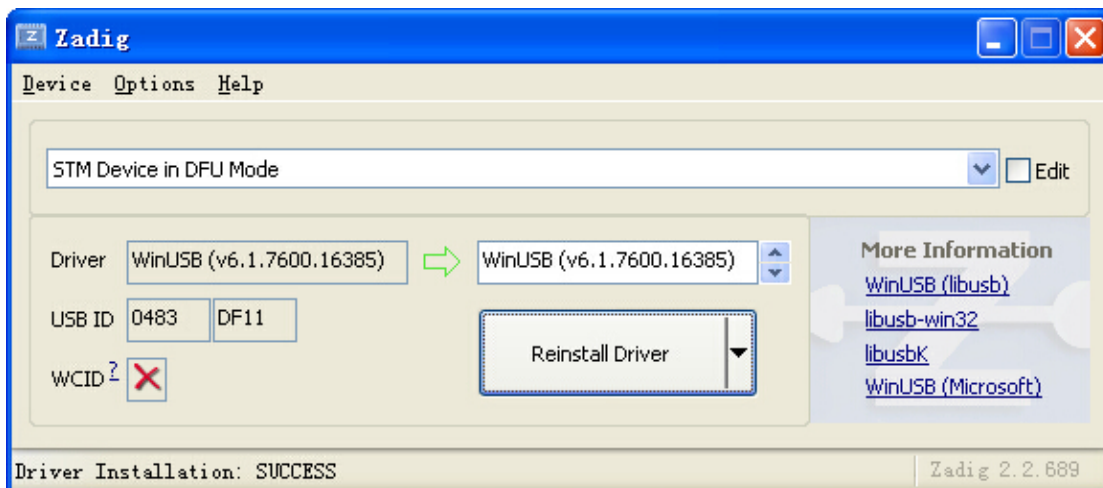 Z Zadig
Device Options Help
STM Device in DFU Mode Edit
Driver WinUSB (v6.1.7600.16385) WinUSB (v6.1.7600.16385)
USB ID 0483 DF11
WCID ?
Reinstall Driver
More Information
WinUSB (libusb)
libusb-win32
libusbK
WinUSB (Microsoft)
Driver Installation: SUCCESS Zadig 2.2.689